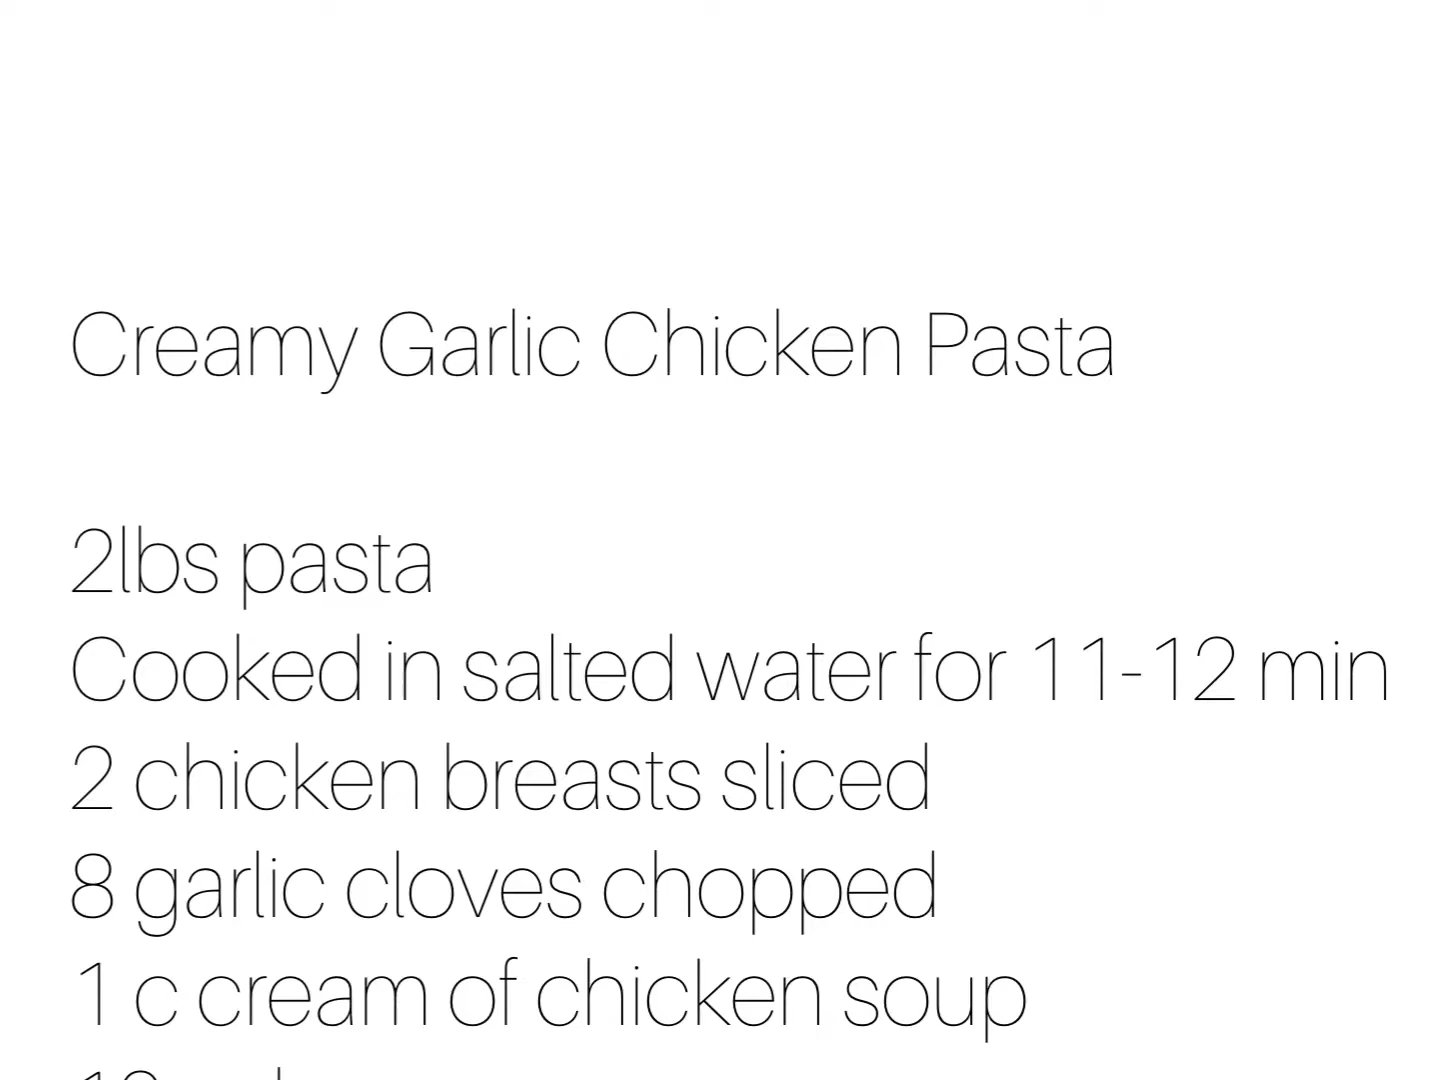 Creamy Garlic Chicken Pasta
2lbs pasta
Cooked in salted water for 11-12 min
2 chicken breasts sliced
8 garlic cloves chopped
1 c cream of chicken soup